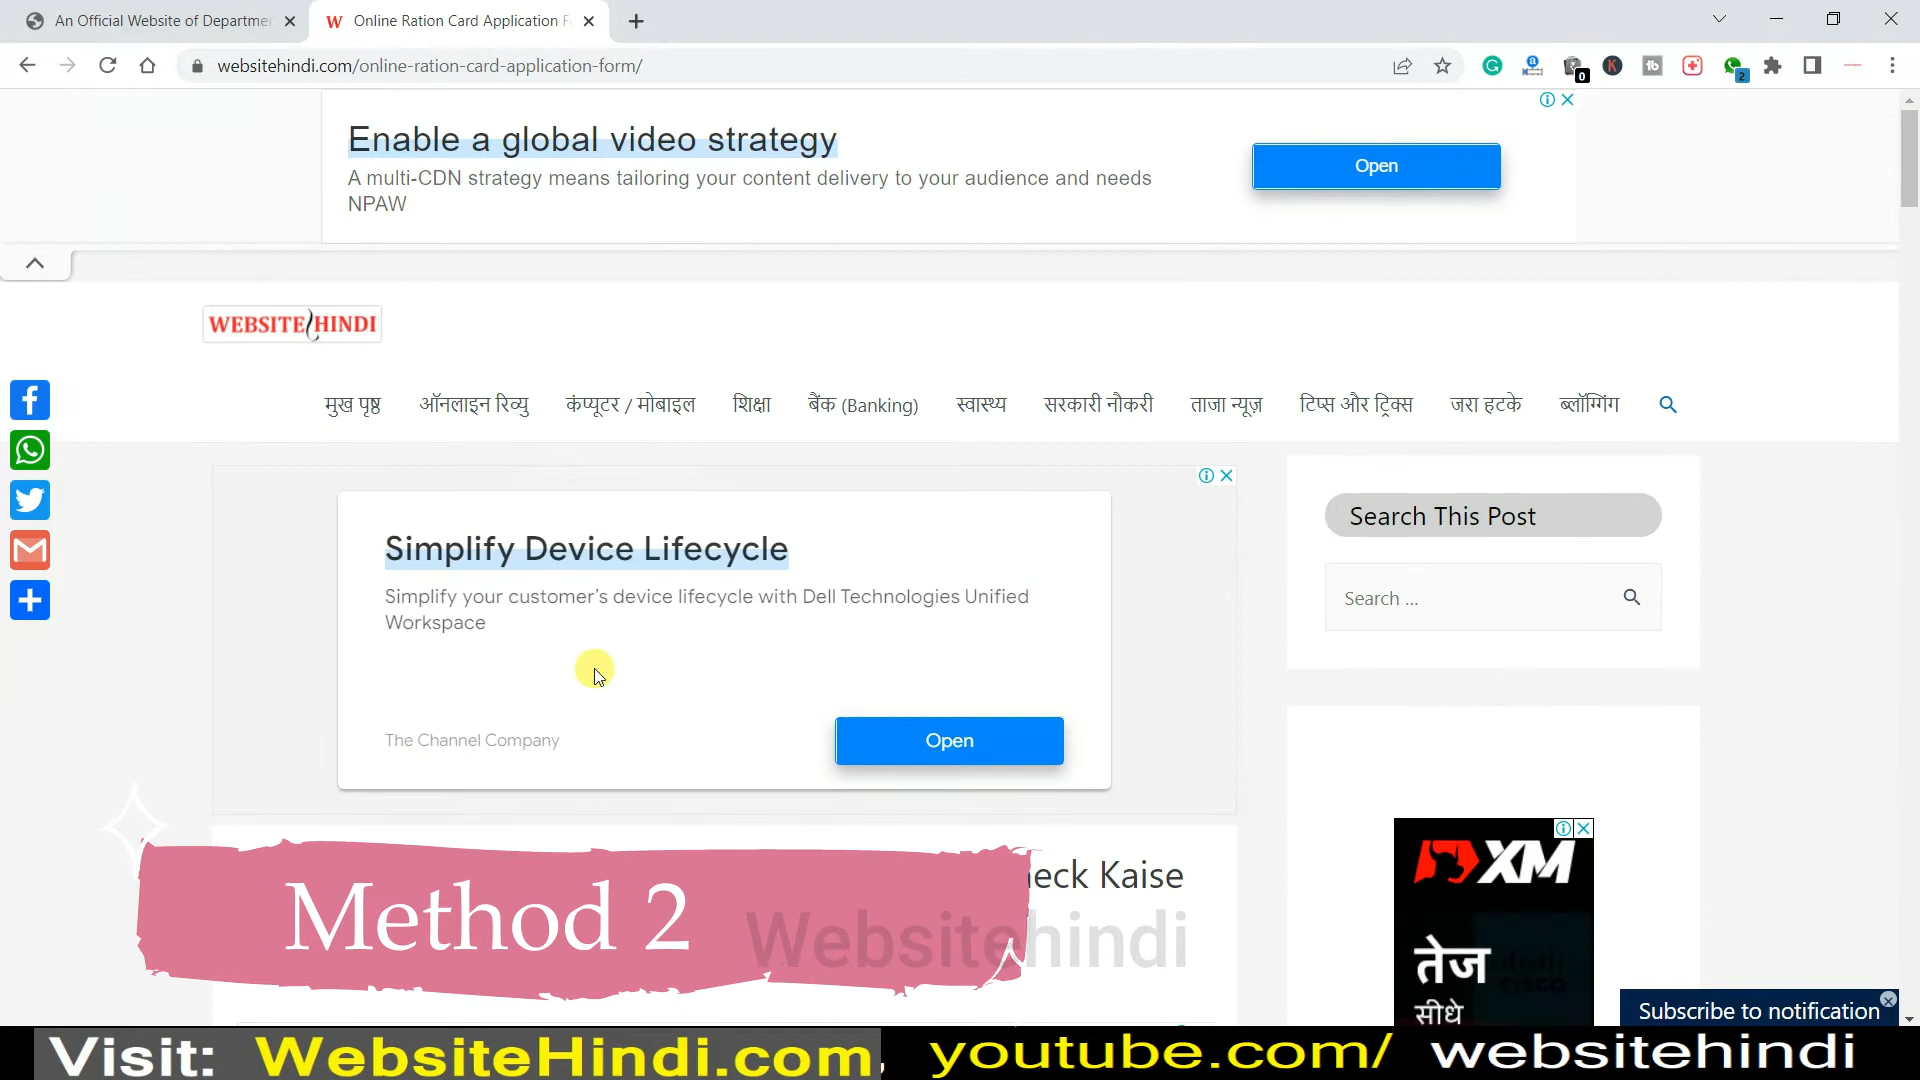 An Official Website of Departme
Online Ration Card Application F
websitehindi.com/online-ration-card-application-form/
0
2
Enable a global video strategy
A multi-CDN strategy means tailoring your content delivery to your audience and needs
NPAW
Open
WEBSITE HINDI
मुख पृष्ठ ऑनलाइन रिव्यु कंप्यूटर / मोबाइल शिक्षा बैंक (Banking) स्वास्थ्य सरकारी नौकरी ताजा न्यूज़ टिप्स और ट्रिक्स जरा हटके ब्लॉग्गिंग
Simplify Device Lifecycle
Simplify your customer's device lifecycle with Dell Technologies Unified
Workspace
The Channel Company
Open
Search This Post
Search ...
XM
तेज
सीधे
Kaise
Method 2
Websitehindi
Subscribe to notification
Visit: WebsiteHindi.com, youtube.com/ websitehindi